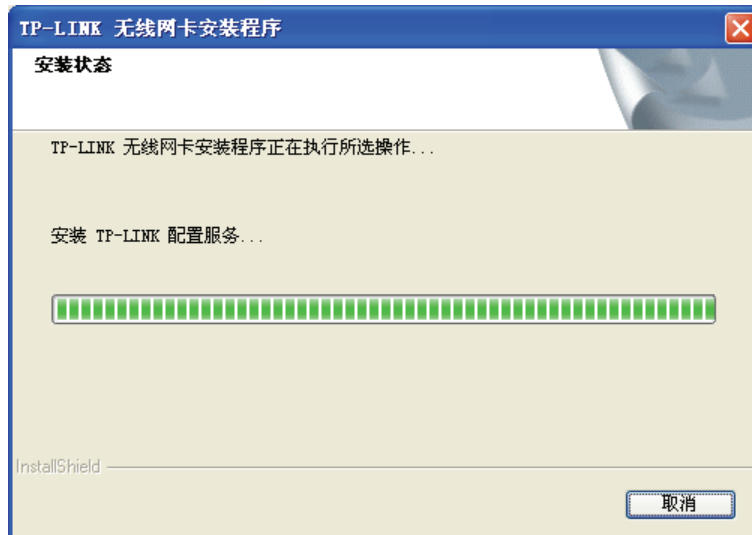 TP-LINK 无线网卡安装程序
安装状态
TP-LINK 无线网卡安装程序正在执行所选操作...
安装 TP-LINK 配置服务...
InstallShield
取消